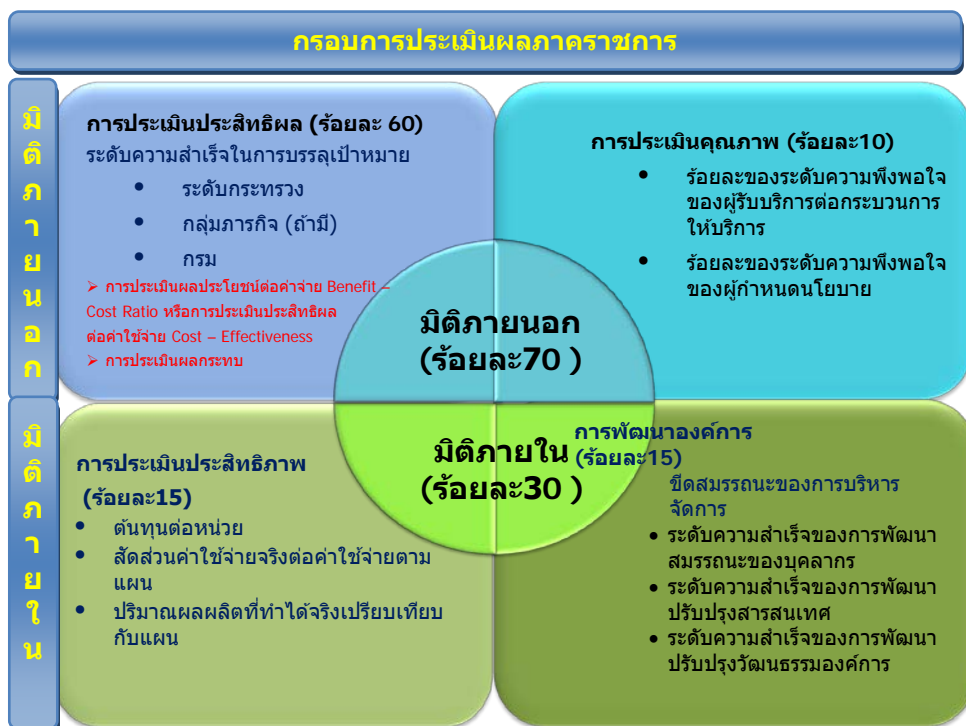 กรอบการประเมินผลภาคราชการ
มิติภายนอก
การประเมินประสิทธิผล (ร้อยละ 60)
ระดับความสำเร็จในการบรรลุเป้าหมาย
• ระดับกระทรวง
• กลุ่มภารกิจ (ถ้ามี)
• กรม
➢ การประเมินผลประโยชน์ต่อค่าจ่าย Benefit –
Cost Ratio หรือการประเมินประสิทธิผล
ต่อค่าใช้จ่าย Cost – Effectiveness
➢ การประเมินผลกระทบ
การประเมินคุณภาพ (ร้อยละ10)
• ร้อยละของระดับความพึงพอใจ
ของผู้รับบริการต่อกระบวนการ
ให้บริการ
• ร้อยละของระดับความพึงพอใจ
ของผู้กำหนดนโยบาย
มิติภายนอก
(ร้อยละ70 )
มิติภายใน
มิติภายใน
(ร้อยละ30 )
การประเมินประสิทธิภาพ
(ร้อยละ15)
• ต้นทุนต่อหน่วย
• สัดส่วนค่าใช้จ่ายจริงต่อค่าใช้จ่ายตาม
แผน
• ปริมาณผลผลิตที่ทำได้จริงเปรียบเทียบ
กับแผน
การพัฒนาองค์การ
(ร้อยละ15)
ขีดสมรรถนะของการบริหาร
จัดการ
• ระดับความสำเร็จของการพัฒนา
สมรรถนะของบุคลากร
• ระดับความสำเร็จของการพัฒนา
ปรับปรุงสารสนเทศ
• ระดับความสำเร็จของการพัฒนา
ปรับปรุงวัฒนธรรมองค์การ